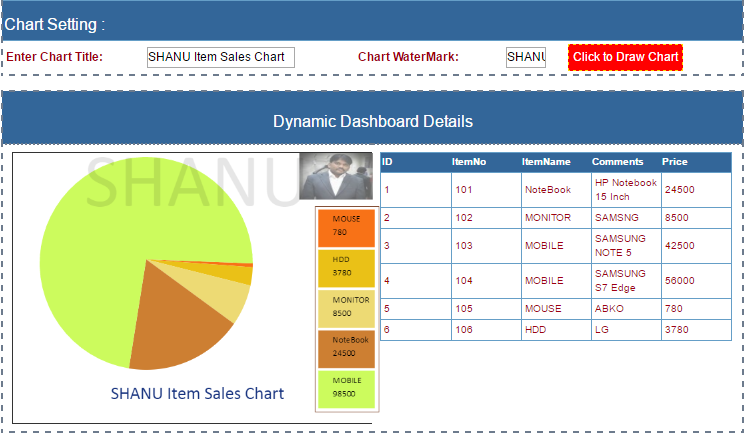 Chart Setting :
Enter Chart Title: SHANU Item Sales Chart Chart WaterMark: SHANU Click to Draw Chart
Dynamic Dashboard Details
SHANU
MOUSE
780
HDD
3780
MONITOR
8500
NoteBook
24500
MOBILE
98500
SHANU Item Sales Chart
ID ItemNo ItemName Comments Price
1 101 NoteBook HP Notebook 15 Inch 24500
2 102 MONITOR SAMSNG 8500
3 103 MOBILE SAMSUNG NOTE 5 42500
4 104 MOBILE SAMSUNG S7 Edge 56000
5 105 MOUSE ABKO 780
6 106 HDD LG 3780